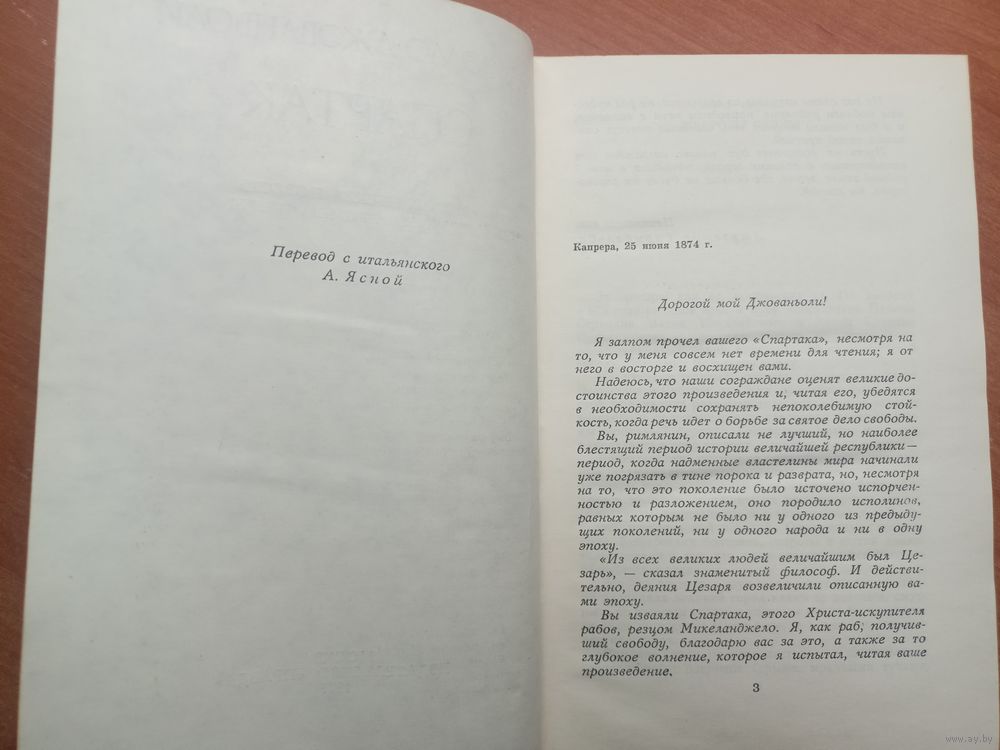 Перевод с итальянского
А. Ясной
Капрера, 25 июня 1874 г.
Дорогой мой Джованьоли!
Я залпом прочел вашего «Спартака», несмотря на
то, что у меня совсем нет времени для чтения; я от
него в восторге и восхищен вами.
Надеюсь, что наши сограждане оценят великие до-
стоинства этого произведения и, читая его, убедятся
в необходимости сохранять непоколебимую стой-
кость, когда речь идет о борьбе за святое дело свободы.
Вы, римлянин, описали не лучший, но наиболее
блестящий период истории величайшей республики —
период, когда надменные властелины мира начинали
уже погрязать в тине порока и разврата, но, несмотря
на то, что это поколение было источено испорчен-
ностью и разложением, оно породило исполинов,
равных которым не было ни у одного из предыду-
щих поколений, ни у одного народа и ни в одну
эпоху.
«Из всех великих людей величайшим был Це-
зарь», — сказал знаменитый философ. И действи-
тельно, деяния Цезаря возвеличили описанную ва-
ми эпоху.
Вы изваяли Спартака, этого Христа-искупителя
рабов, резцом Микеланджело. Я, как раб, получив-
ший свободу, благодарю вас за это, а также за то
глубокое волнение, которое я испытал, читая ваше
произведение.
3
www.ay.by